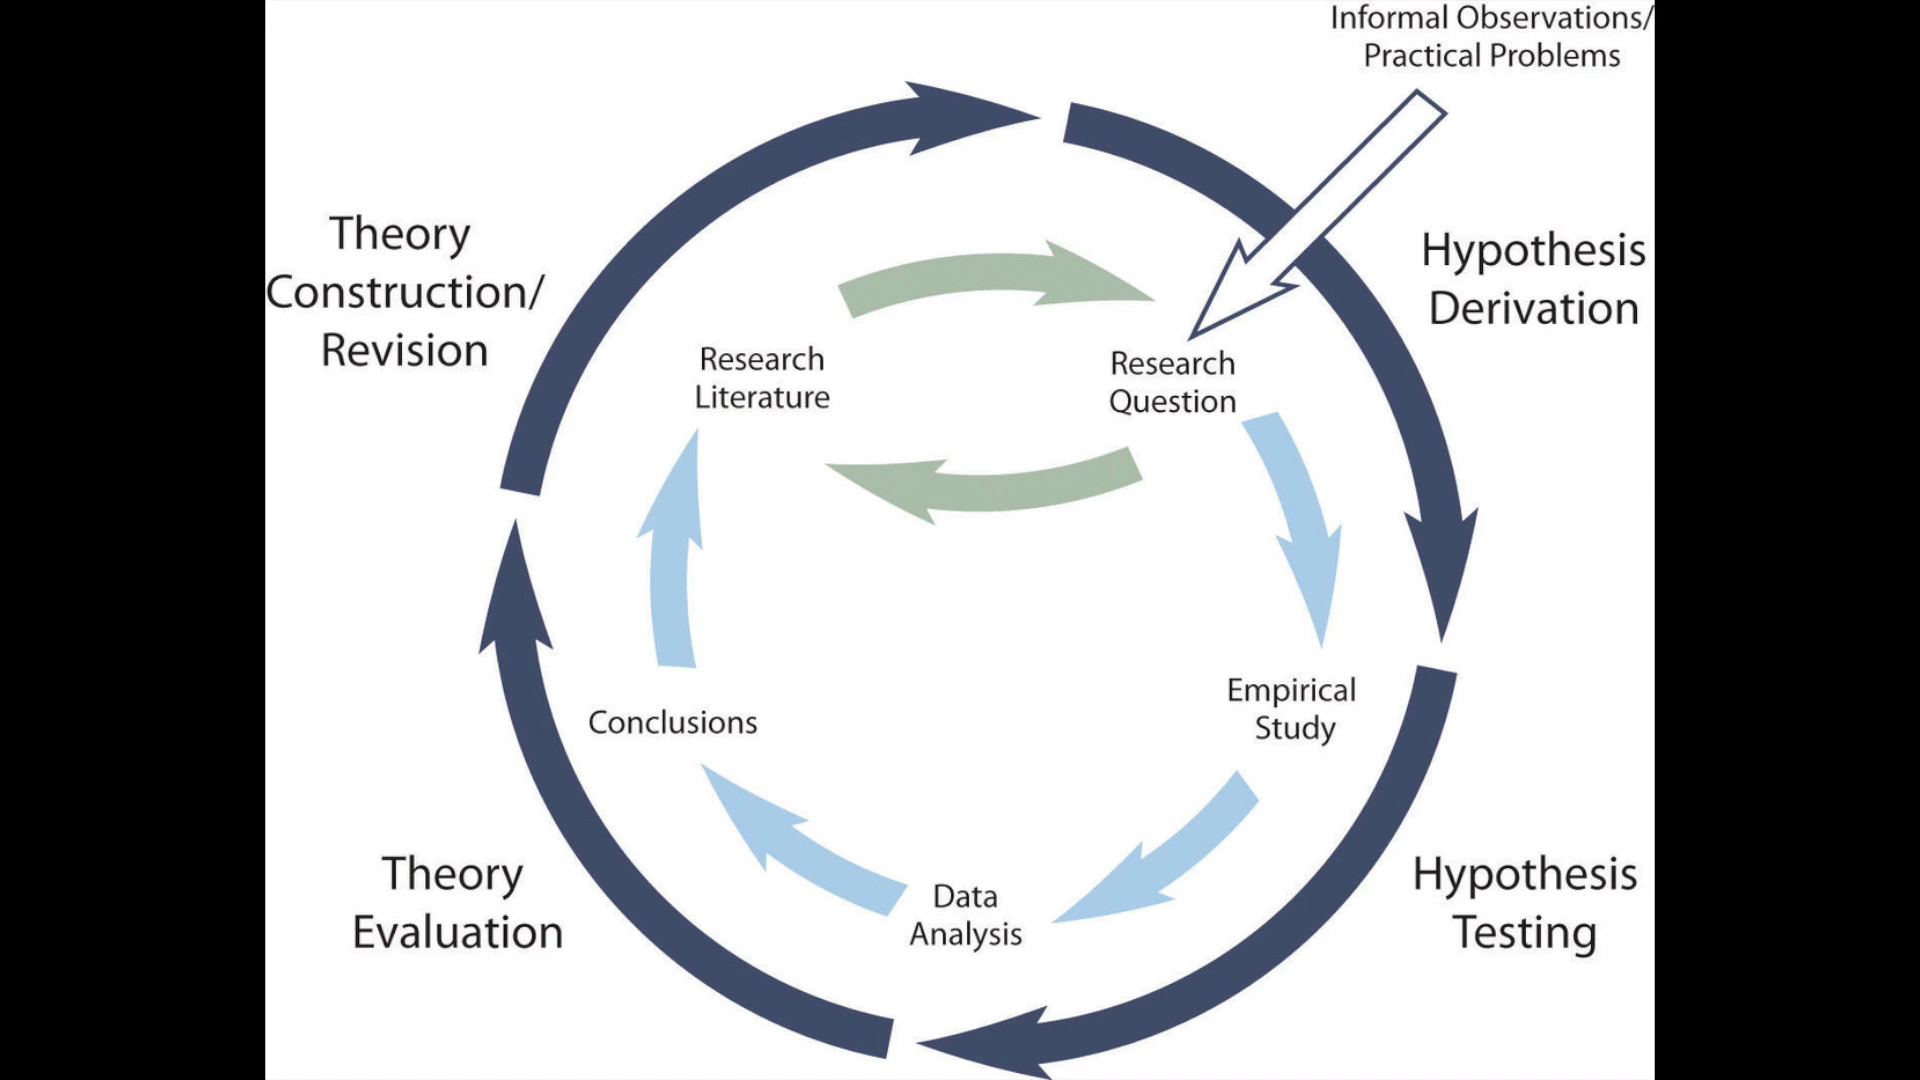 Informal Observations/
Practical Problems
Theory
Construction/
Revision
Hypothesis
Derivation
Research
Literature
Research
Question
Conclusions
Empirical
Study
Theory
Evaluation
Data
Analysis
Hypothesis
Testing